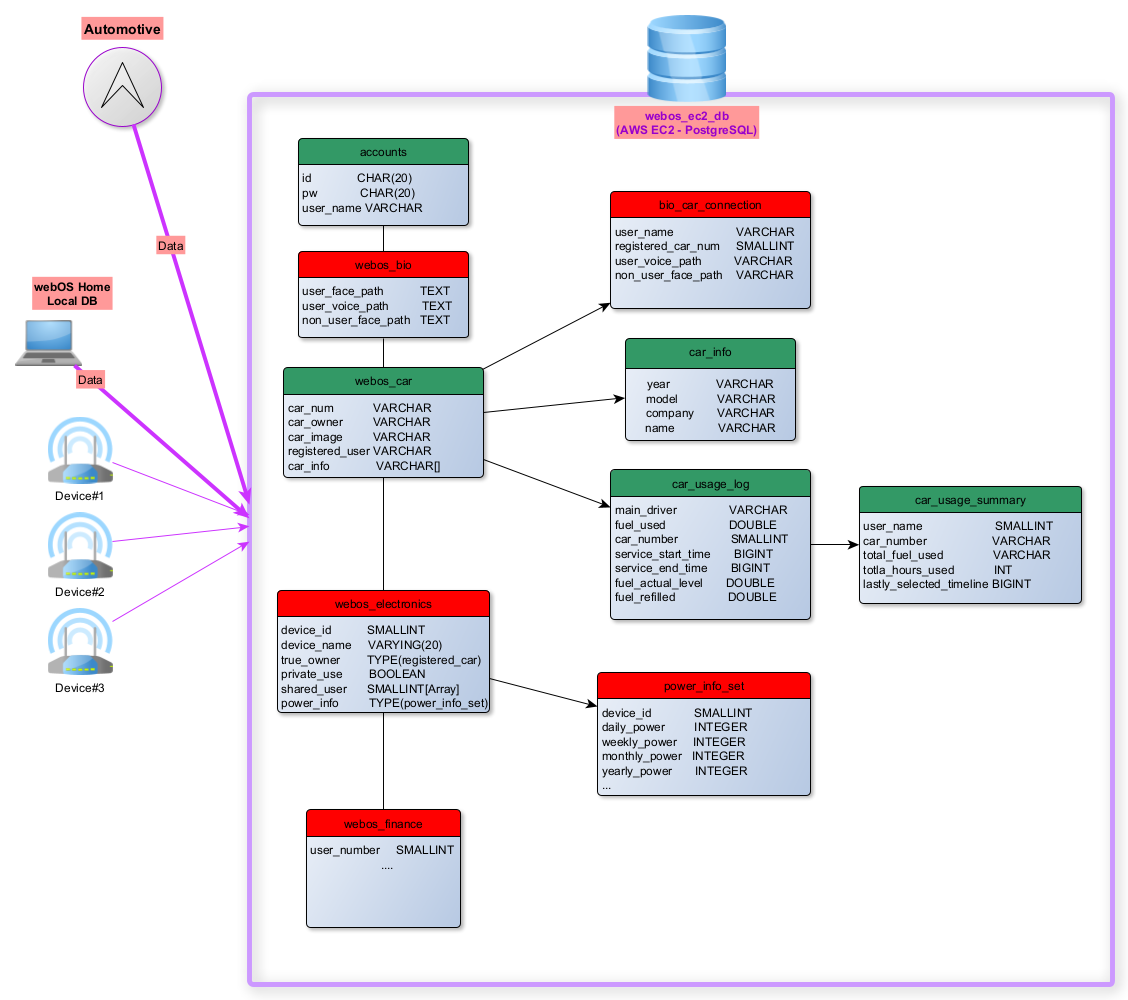 Automotive
Data
webOS Home
Local DB
Data
Device#1
Device#2
Device#3
webos_ec2_db
(AWS EC2 - PostgreSQL)
accounts
id CHAR(20)
pw CHAR(20)
user_name VARCHAR
webos_bio
user_face_path TEXT
user_voice_path TEXT
non_user_face_path TEXT
webos_car
car_num VARCHAR
car_owner VARCHAR
car_image VARCHAR
registered_user VARCHAR
car_info VARCHAR[]
bio_car_connection
user_name VARCHAR
registered_car_num SMALLINT
user_voice_path VARCHAR
non_user_face_path VARCHAR
car_info
year VARCHAR
model VARCHAR
company VARCHAR
name VARCHAR
car_usage_log
main_driver VARCHAR
fuel_used DOUBLE
car_number SMALLINT
service_start_time BIGINT
service_end_time BIGINT
fuel_actual_level DOUBLE
fuel_refilled DOUBLE
car_usage_summary
user_name SMALLINT
car_number VARCHAR
total_fuel_used VARCHAR
totla_hours_used INT
lastly_selected_timeline BIGINT
webos_electronics
device_id SMALLINT
device_name VARYING(20)
true_owner TYPE(registered_car)
private_use BOOLEAN
shared_user SMALLINT[Array]
power_info TYPE(power_info_set)
power_info_set
device_id SMALLINT
daily_power INTEGER
weekly_power INTEGER
monthly_power INTEGER
yearly_power INTEGER
...
webos_finance
user_number SMALLINT
....